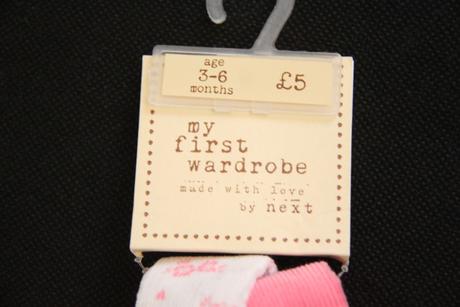 age
3-6 £5
months
my
first
wardrobe
made with love
by next